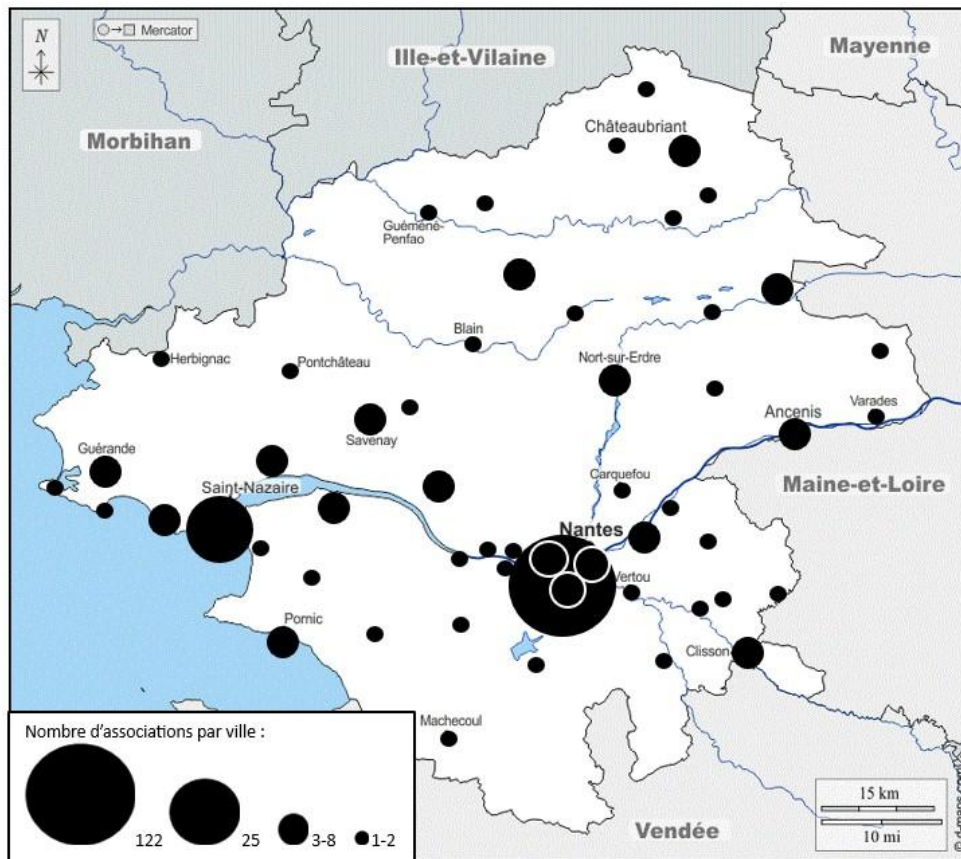 N
Mercator
Ille-et-Vilaine
Mayenne
Morbihan
Châteaubriant
Guémené-
Penfao
Blain
Herbignac
Pontchâteau
Nort-sur-Erdre
Varades
Ancenis
Savenay
Guérande
Carquefou
Saint-Nazaire
Maine-et-Loire
Nantes
Vertou
Pornic
Clisson
Machecoul
Vendée
Nombre d'associations par ville :
122
25
3-8
1-2
15 km
10 mi
© d-maps.com